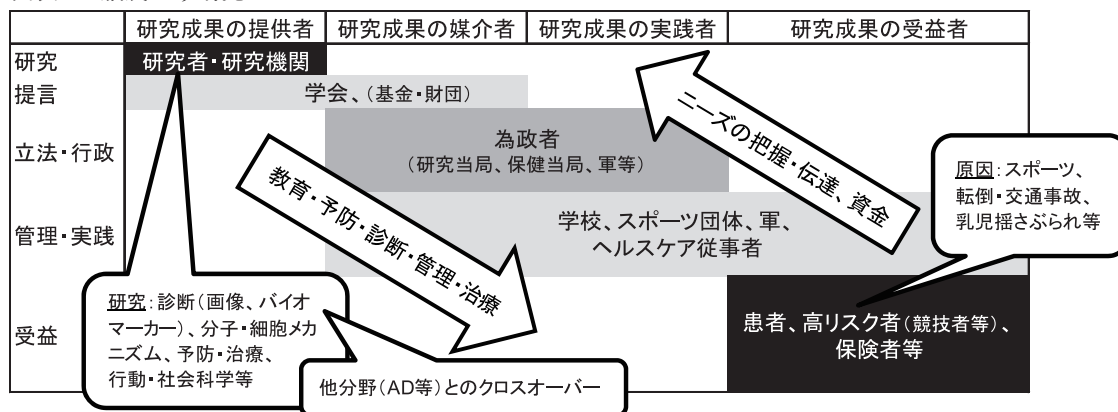 研究成果の提供者 研究成果の媒介者 研究成果の実践者 研究成果の受益者
研究 研究者・研究機関
提言 学会、(基金・財団)
立法・行政 為政者
(研究当局、保健当局、軍等)
管理・実践 学校、スポーツ団体、軍、
ヘルスケア従事者
受益 患者、高リスク者(競技者等)、
保険者等
教育・予防・診断・管理・治療
ニーズの把握・伝達、資金
原因:スポーツ、
転倒・交通事故、
乳児揺さぶられ等
研究:診断(画像、バイオ
マーカー)、分子・細胞メカ
ニズム、予防・治療、
行動・社会科学等
他分野(AD等)とのクロスオーバー